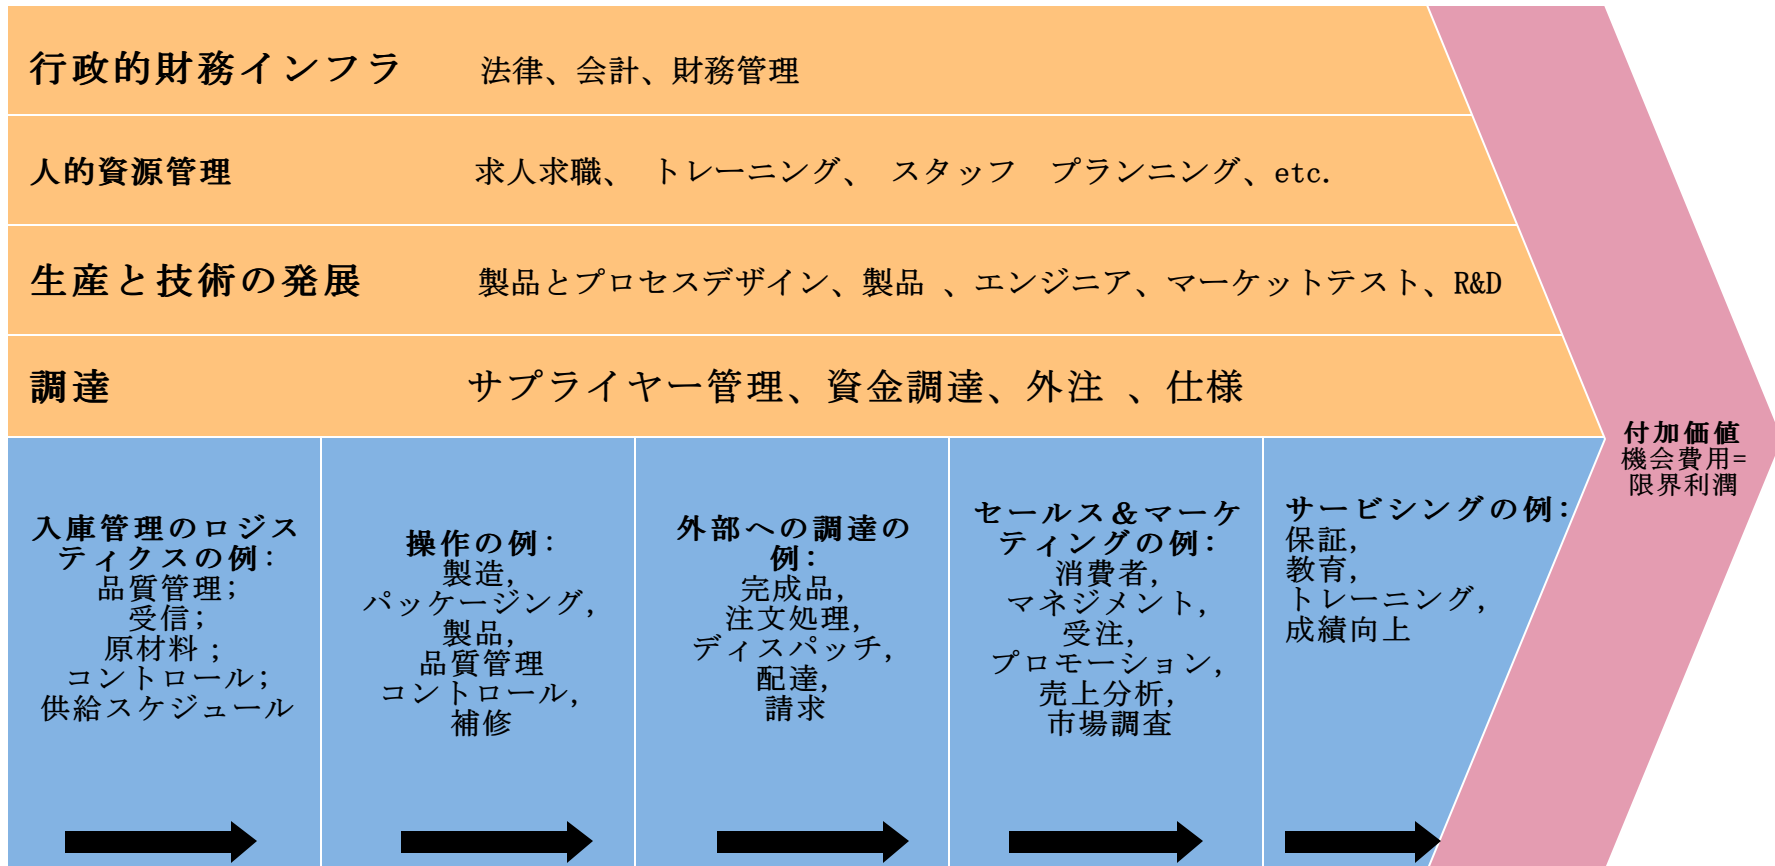 行政的財務インフラ 法律、会計、財務管理
人的資源管理 求人求職、 トレーニング、 スタッフ　プランニング、etc.
生産と技術の発展 製品とプロセスデザイン、製品 、エンジニア、マーケットテスト、R&D
調達 サプライヤー管理、資金調達、外注 、仕様
入庫管理のロジス
ティクスの例:
品質管理;
受信;
原材料 ;
コントロール;
供給スケジュール
操作の例:
製造,
パッケージング,
製品,
品質管理
コントロール,
補修
外部への調達の
例:
完成品,
注文処理,
ディスパッチ,
配達,
請求
セールス＆マーケ
ティングの例:
消費者,
マネジメント,
受注,
プロモーション,
売上分析,
市場調査
サービシングの例:
保証,
教育,
トレーニング,
成績向上
付加価値
機会費用=
限界利潤